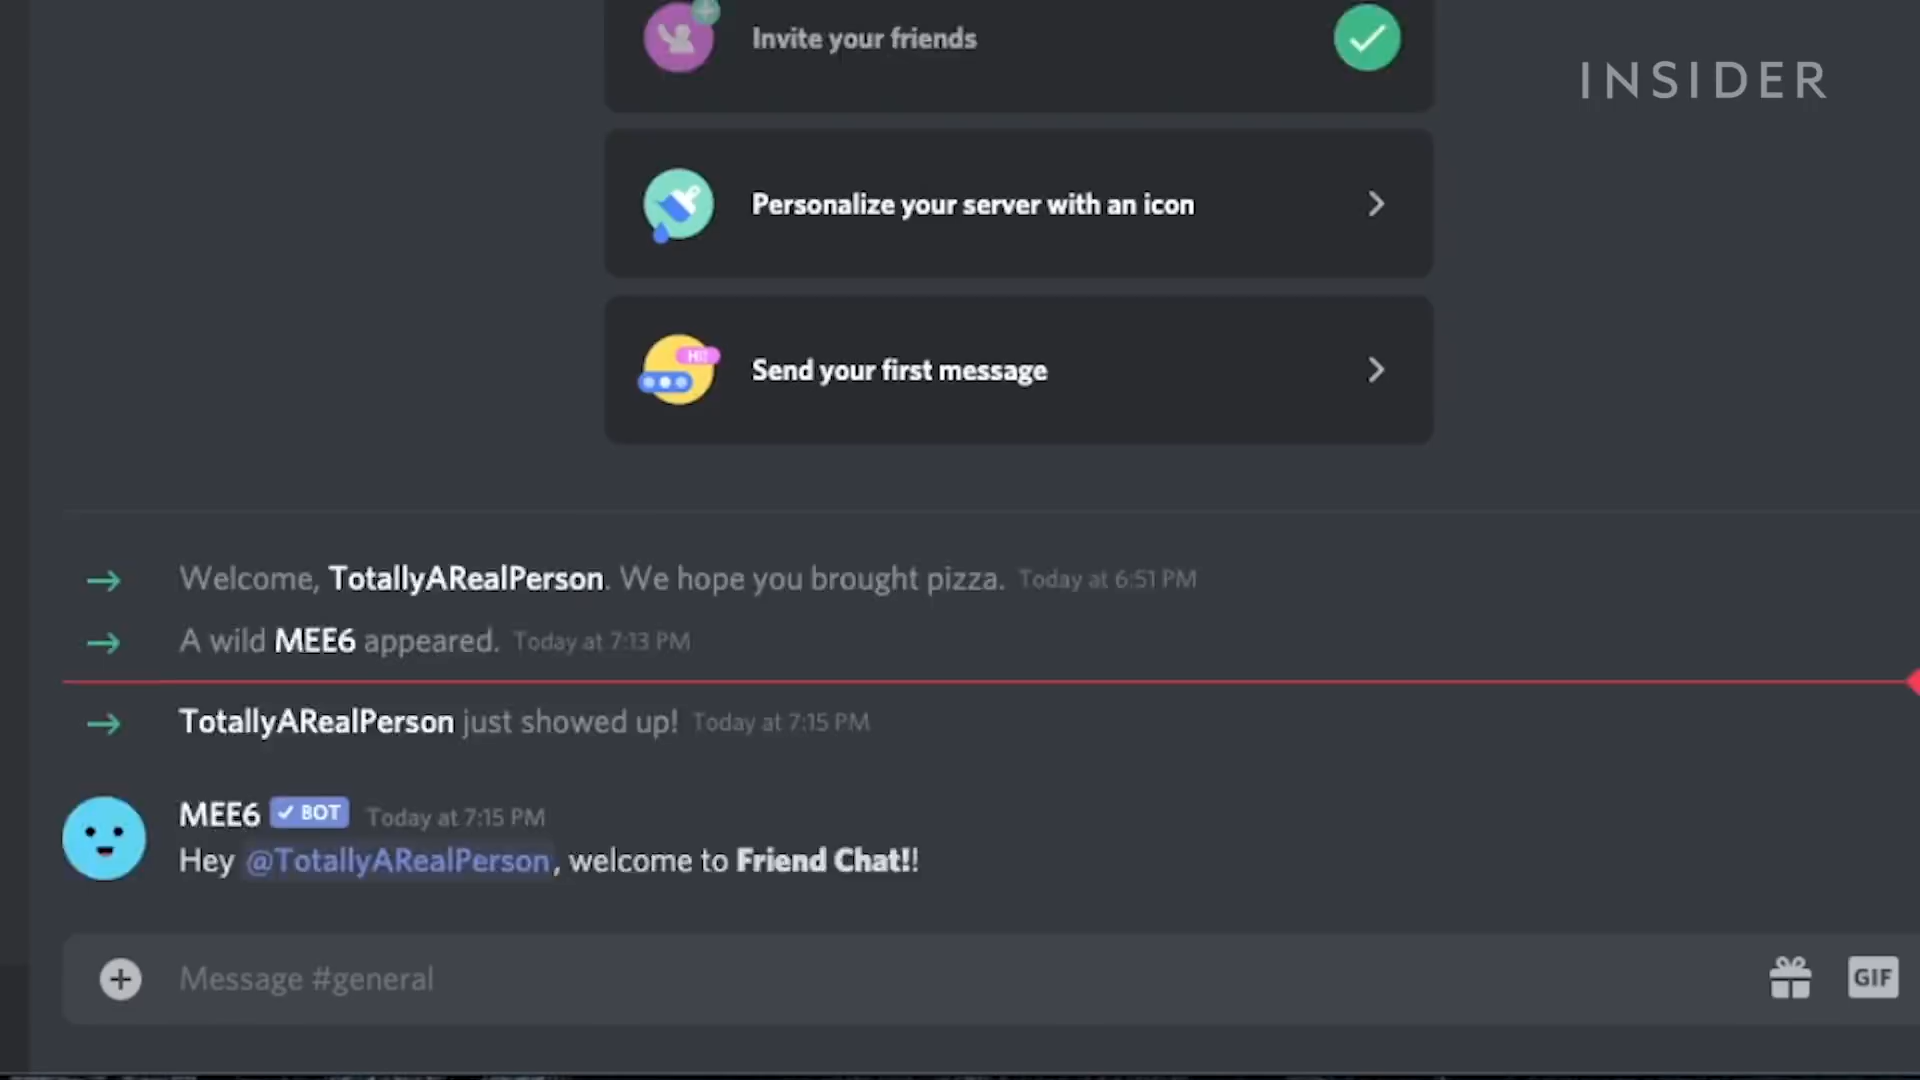 Invite your friends
INSIDER
Personalize your server with an icon
HI!
Send your first message
Welcome, TotallyARealPerson. We hope you brought pizza. Today at 6:51 PM
A wild MEE6 appeared. Today at 7:13 PM
TotallyARealPerson just showed up! Today at 7:15 PM
MEE6 ✓ BOT Today at 7:15 PM
Hey @TotallyARealPerson, welcome to Friend Chat!!
Message #general
GIF